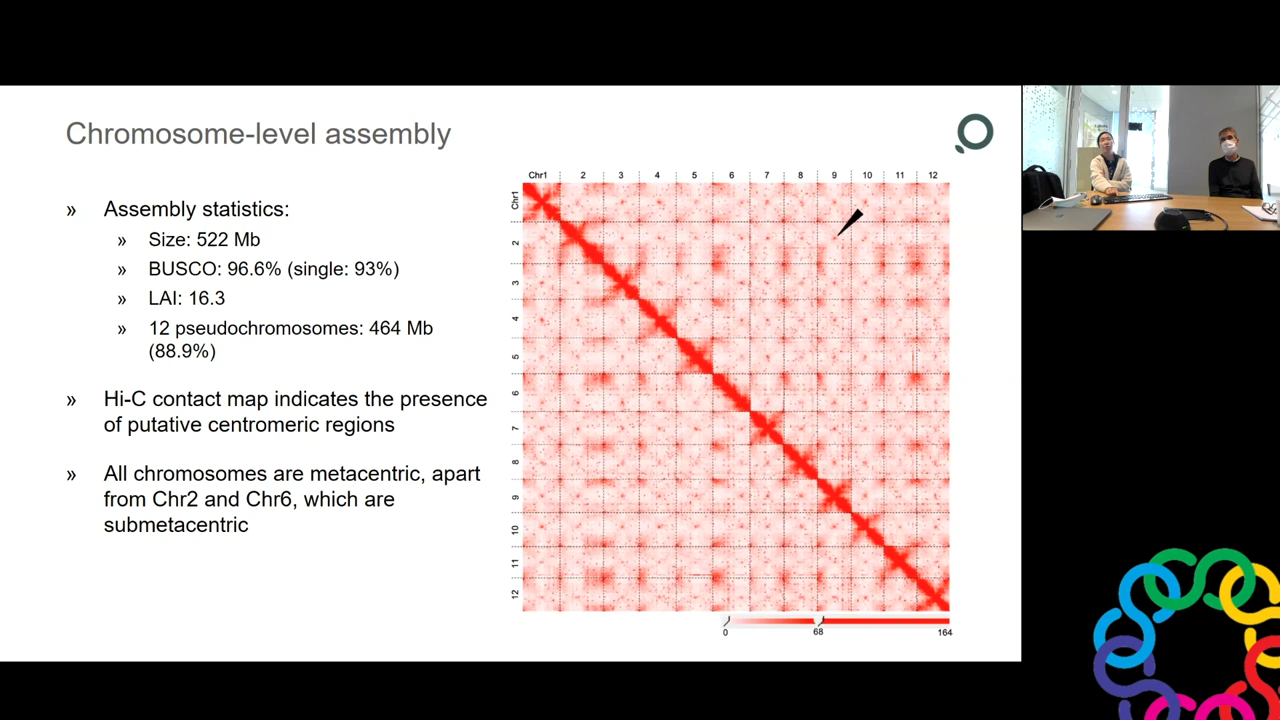 Chromosome-level assembly
» Assembly statistics:
» Size: 522 Mb
» BUSCO: 96.6% (single: 93%)
» LAI: 16.3
» 12 pseudochromosomes: 464 Mb
(88.9%)
» Hi-C contact map indicates the presence
of putative centromeric regions
» All chromosomes are metacentric, apart
from Chr2 and Chr6, which are
submetacentric
Chr1 2 3 4 5 6 7 8 9 10 11 12
Chr1
2
3
4
5
6
7
8
9
10
11
12
0 68 164